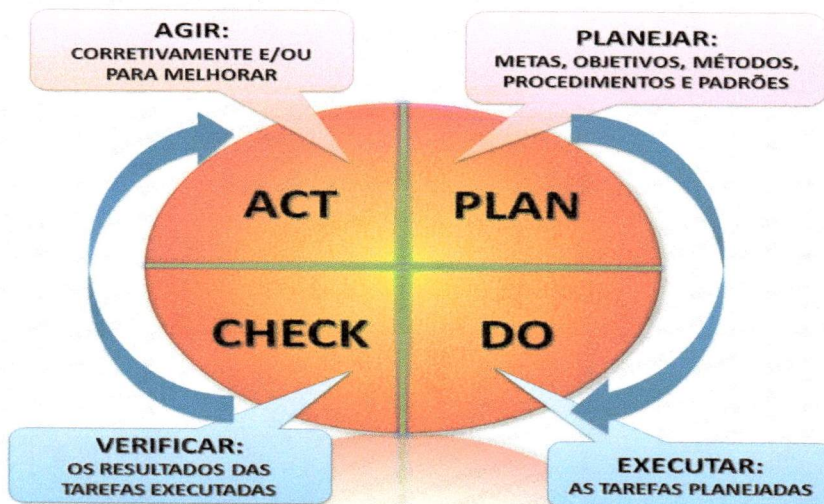 AGIR:
CORRETIVAMENTE E/OU
PARA MELHORAR
PLANEJAR:
METAS, OBJETIVOS, MÉTODOS,
PROCEDIMENTOS E PADRÕES
ACT
PLAN
CHECK
DO
VERIFICAR:
OS RESULTADOS DAS
TAREFAS EXECUTADAS
EXECUTAR:
AS TAREFAS PLANEJADAS